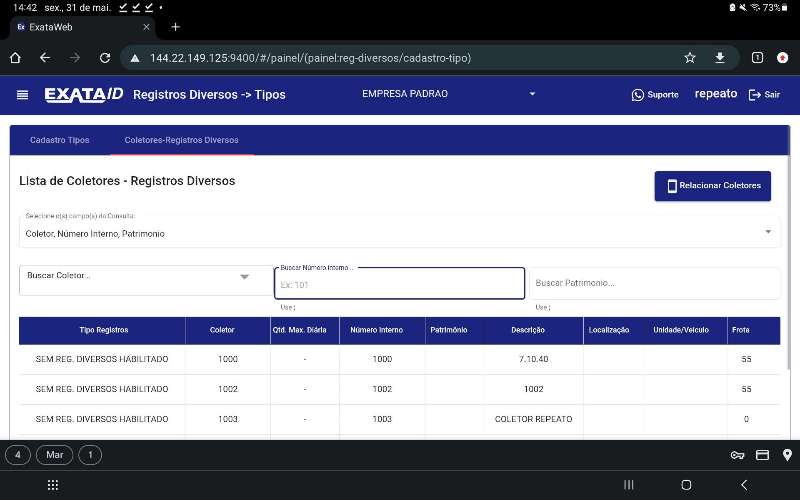 14:42 sex., 31 de mai. 73%
Ex ExataWeb
144.22.149.125:9400/#/painel/(painel:reg-diversos/cadastro-tipo) 1
EXATAID Registros Diversos -> Tipos EMPRESA PADRAO Suporte repeato Sair
Cadastro Tipos Coletores-Registros Diversos
Lista de Coletores - Registros Diversos Relacionar Coletores
Selecione o(s) campo(s) da Consulta:
Coletor, Número Interno, Patrimonio
Buscar Coletor... Buscar Número Interno... Buscar Patrimonio...
Ex: 101
Use ; Use ;
Tipo Registros Coletor Qtd. Max. Diária Número Interno Patrimônio Descrição Localização Unidade/Veículo Frota
SEM REG. DIVERSOS HABILITADO 1000 - 1000 7.10.40 55
SEM REG. DIVERSOS HABILITADO 1002 - 1002 1002 55
SEM REG. DIVERSOS HABILITADO 1003 - 1003 COLETOR REPEATO 0
4 Mar 1